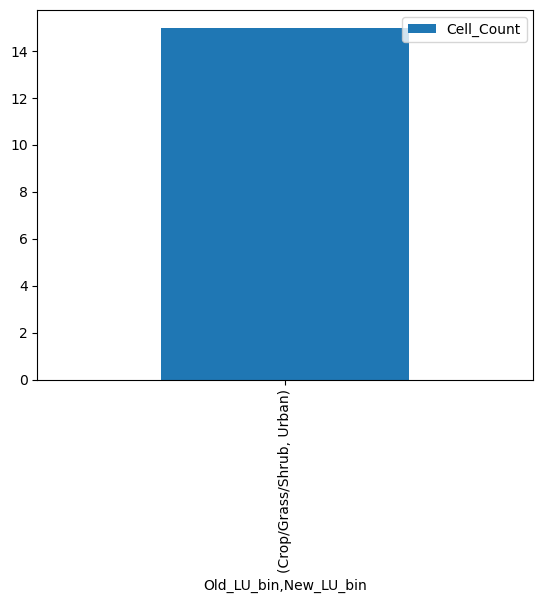 Cell_Count
14
12
10
8
6
4
2
0
(Crop/Grass/Shrub, Urban)
Old_LU_bin,New_LU_bin